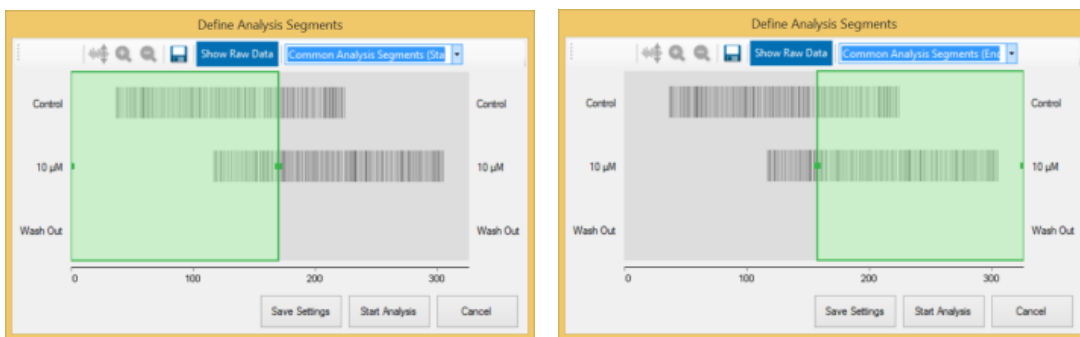 Define Analysis Segments
Show Raw Data Common Analysis Segments (Sta
Control Control
10 µM 10 µM
Wash Out Wash Out
0 100 200 300
Save Settings Start Analysis Cancel
Define Analysis Segments
Show Raw Data Common Analysis Segments (End
Control Control
10 µM 10 µM
Wash Out Wash Out
0 100 200 300
Save Settings Start Analysis Cancel